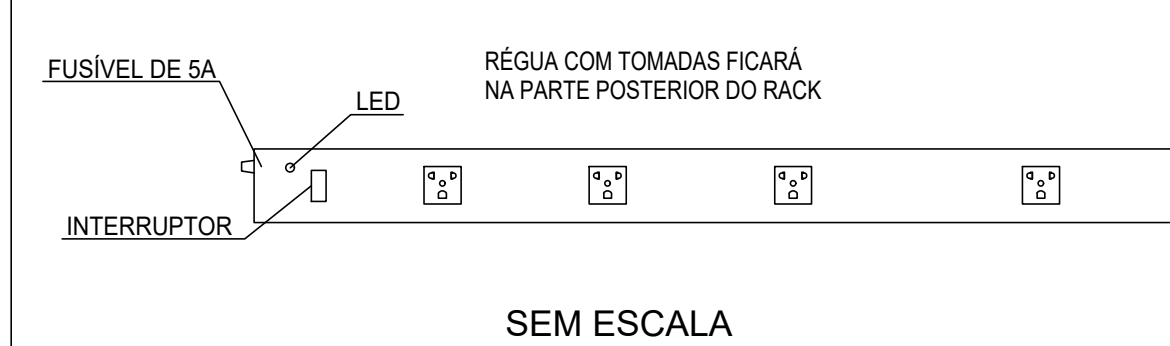 FUSÍVEL DE 5A
LED
RÉGUA COM TOMADAS FICARÁ
NA PARTE POSTERIOR DO RACK
INTERRUPTOR
SEM ESCALA